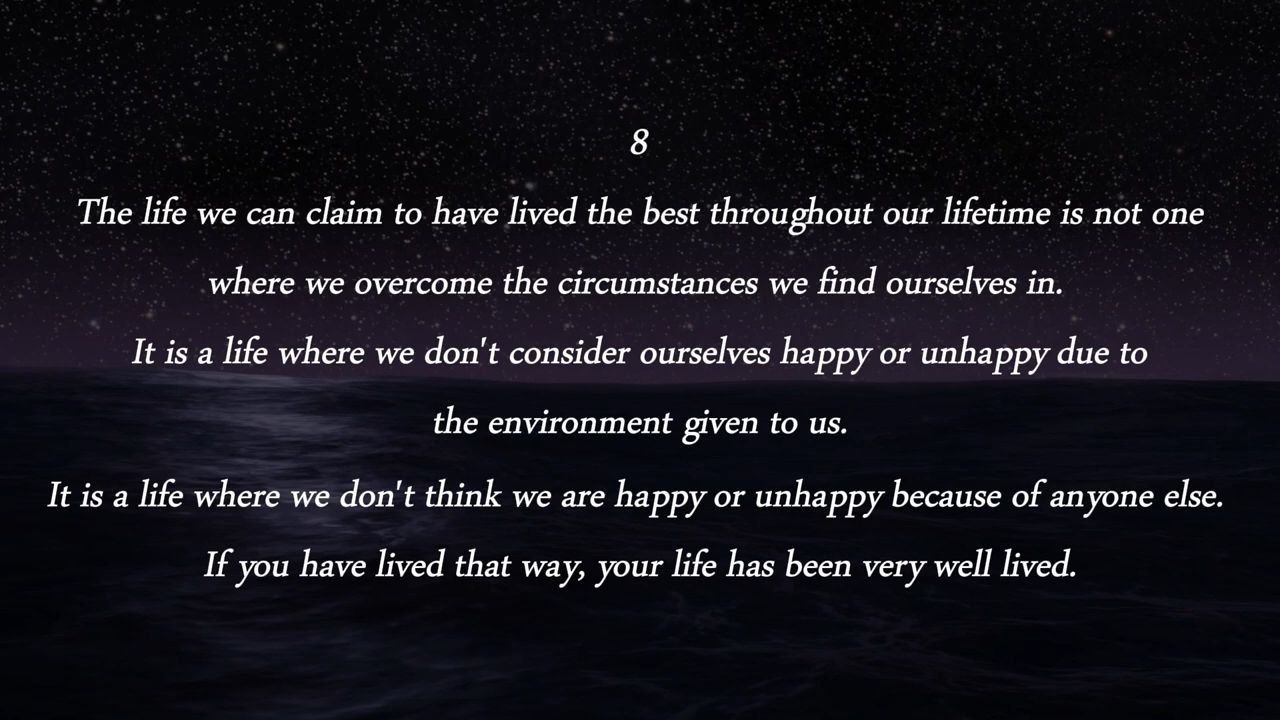 8
The life we can claim to have lived the best throughout our lifetime is not one
where we overcome the circumstances we find ourselves in.
It is a life where we don't consider ourselves happy or unhappy due to
the environment given to us.
It is a life where we don't think we are happy or unhappy because of anyone else.
If you have lived that way, your life has been very well lived.